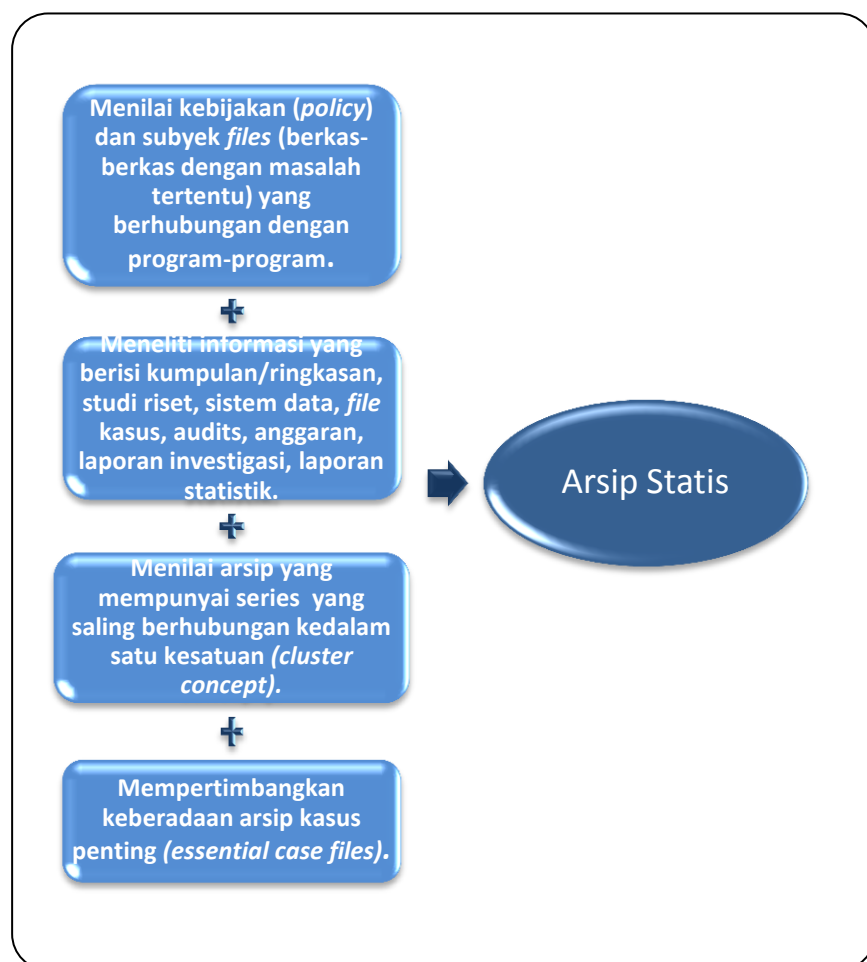 Menilai kebijakan (policy)
dan subyek files (berkas-
berkas dengan masalah
tertentu) yang
berhubungan dengan
program-program.
+
Meneliti informasi yang
berisi kumpulan/ringkasan,
studi riset, sistem data, file
kasus, audits, anggaran,
laporan investigasi, laporan
statistik.
+
Menilai arsip yang
mempunyai series yang
saling berhubungan kedalam
satu kesatuan (cluster
concept).
+
Mempertimbangkan
keberadaan arsip kasus
penting (essential case files).
Arsip Statis